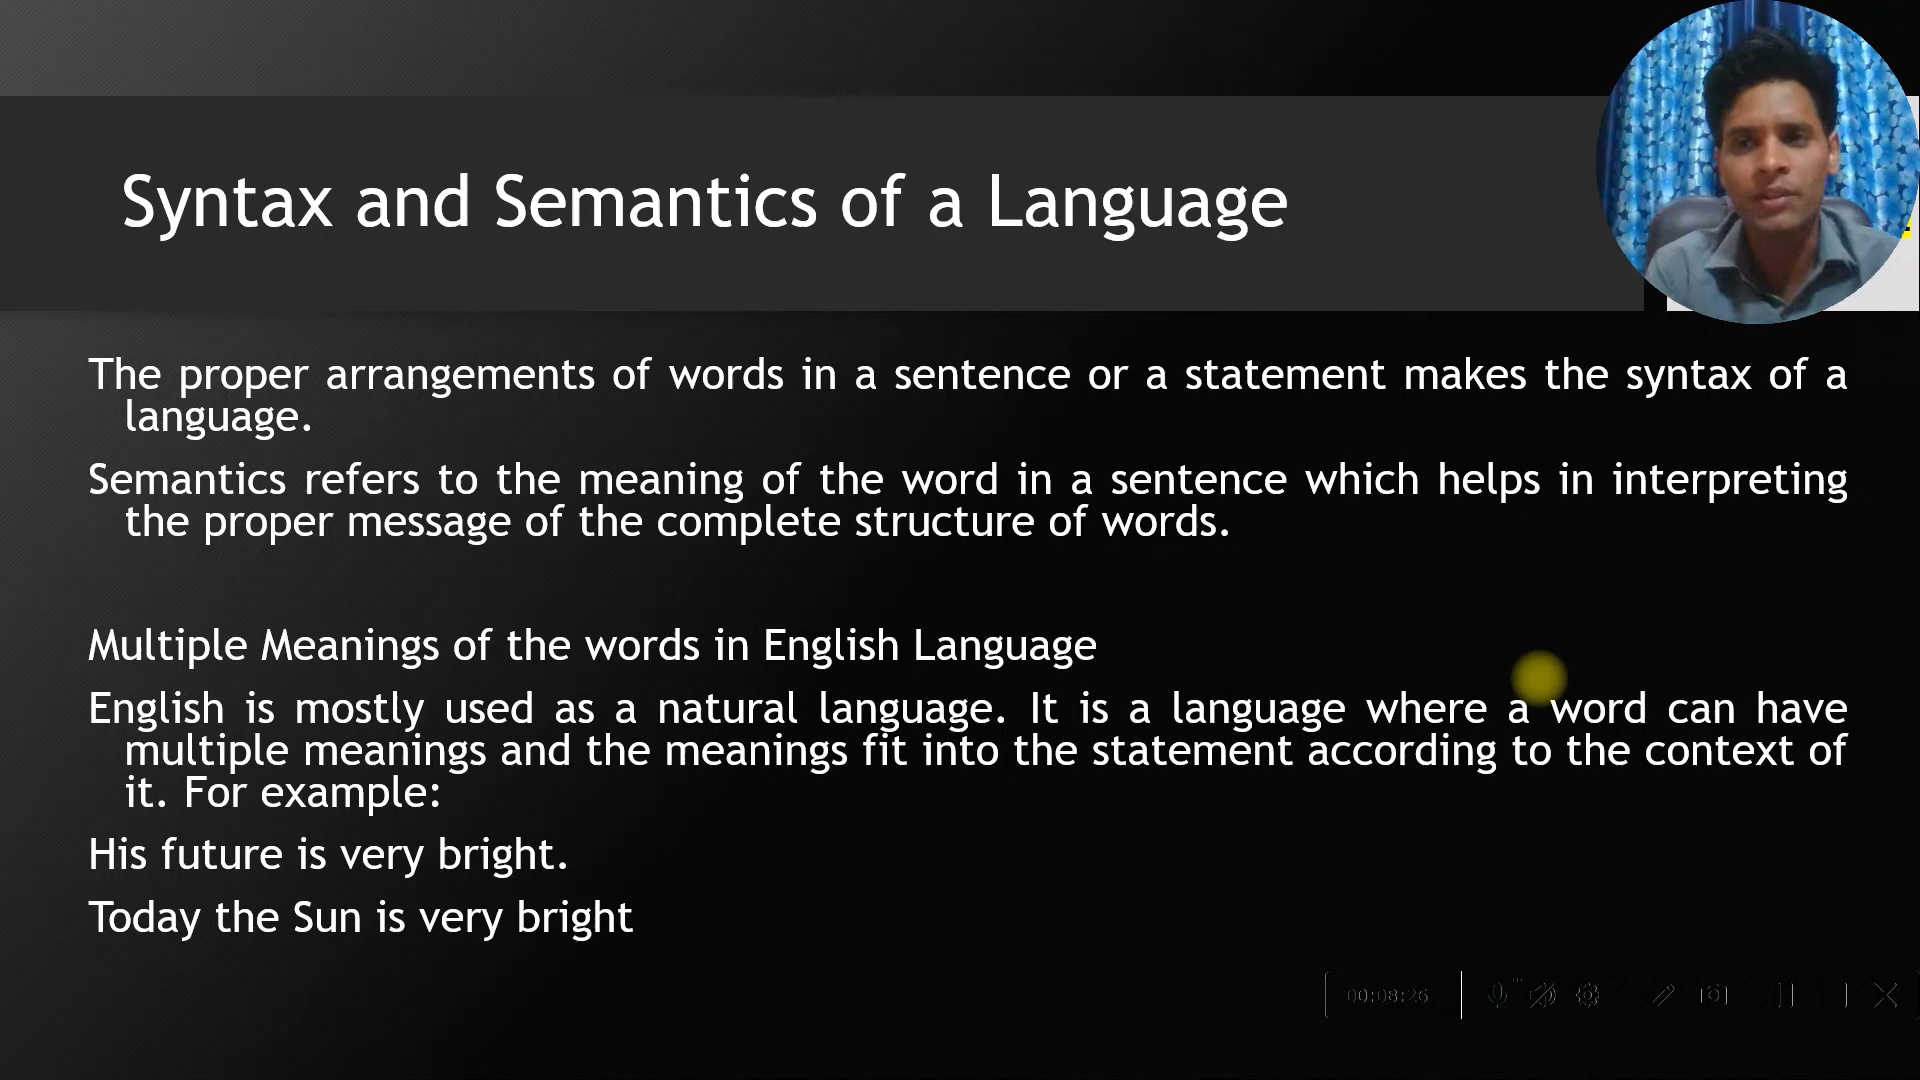 Syntax and Semantics of a Language
The proper arrangements of words in a sentence or a statement makes the syntax of a
language.
Semantics refers to the meaning of the word in a sentence which helps in interpreting
the proper message of the complete structure of words.
Multiple Meanings of the words in English Language
English is mostly used as a natural language. It is a language where a word can have
multiple meanings and the meanings fit into the statement according to the context of
it. For example:
His future is very bright.
Today the Sun is very bright
00:08:26